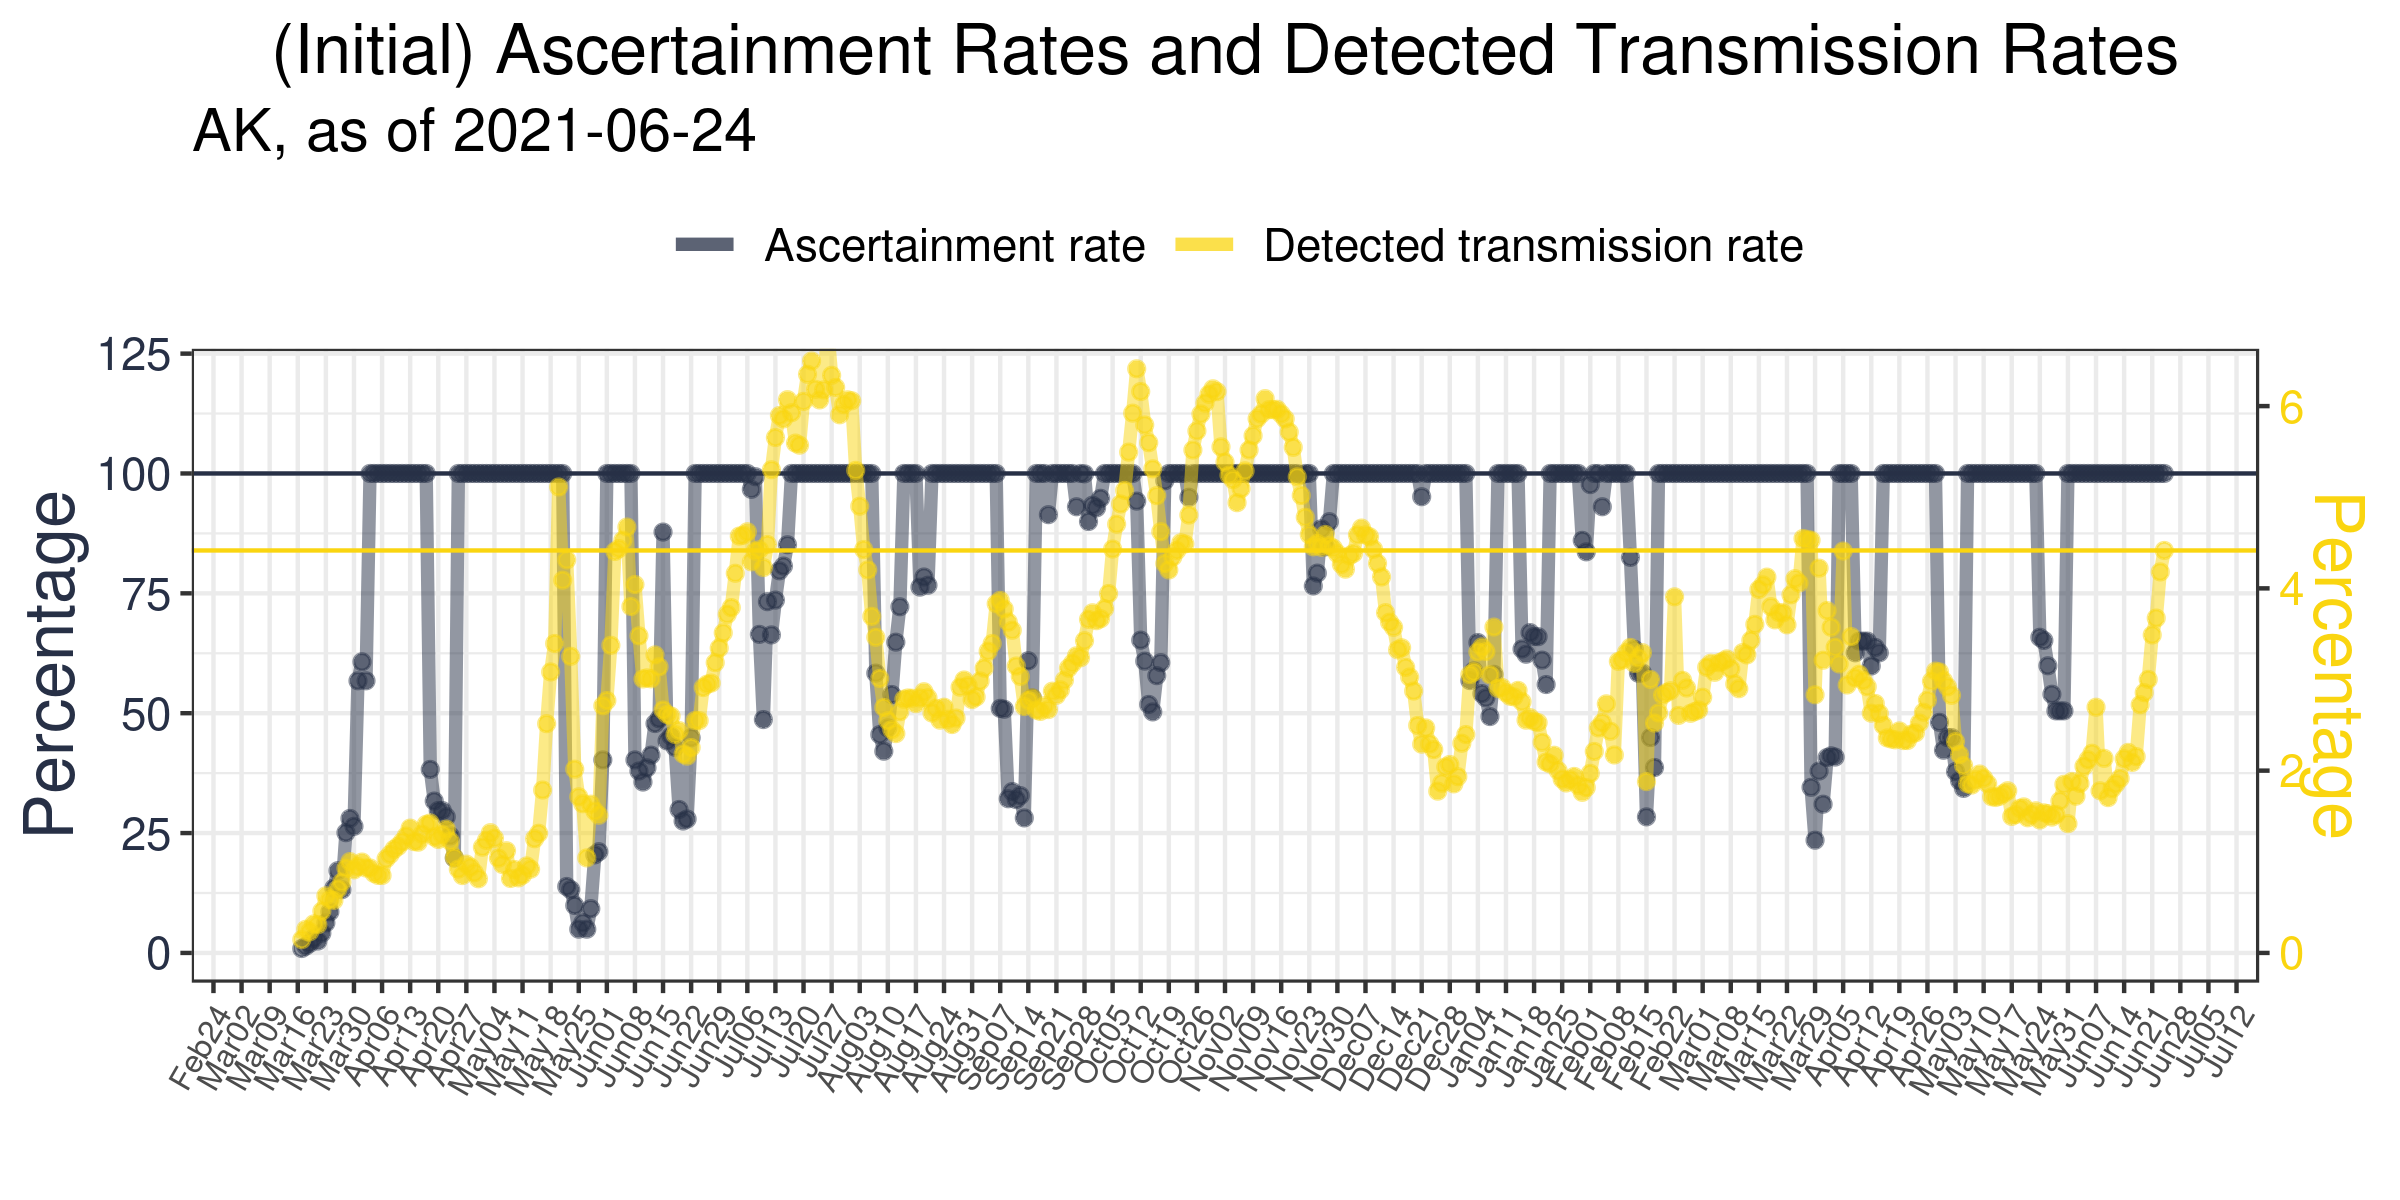 (Initial) Ascertainment Rates and Detected Transmission Rates
AK, as of 2021-06-24
Ascertainment rate
Detected transmission rate
Percentage
125
100
75
50
25
0
6
4
2
0
Percentage
Feb24
Mar02
Mar09
Mar16
Mar23
Mar30
Apr06
Apr13
Apr20
Apr27
May04
May11
May18
May25
Jun01
Jun08
Jun15
Jun22
Jun29
Jul06
Jul13
Jul20
Jul27
Aug03
Aug10
Aug17
Aug24
Aug31
Sep07
Sep14
Sep21
Sep28
Oct05
Oct12
Oct19
Oct26
Nov02
Nov09
Nov16
Nov23
Nov30
Dec07
Dec14
Dec21
Dec28
Jan04
Jan11
Jan18
Jan25
Feb01
Feb08
Feb15
Feb22
Mar01
Mar08
Mar15
Mar22
Mar29
Apr05
Apr12
Apr19
Apr26
May03
May10
May17
May24
May31
Jun07
Jun14
Jun21
Jun28
Jul05
Jul12